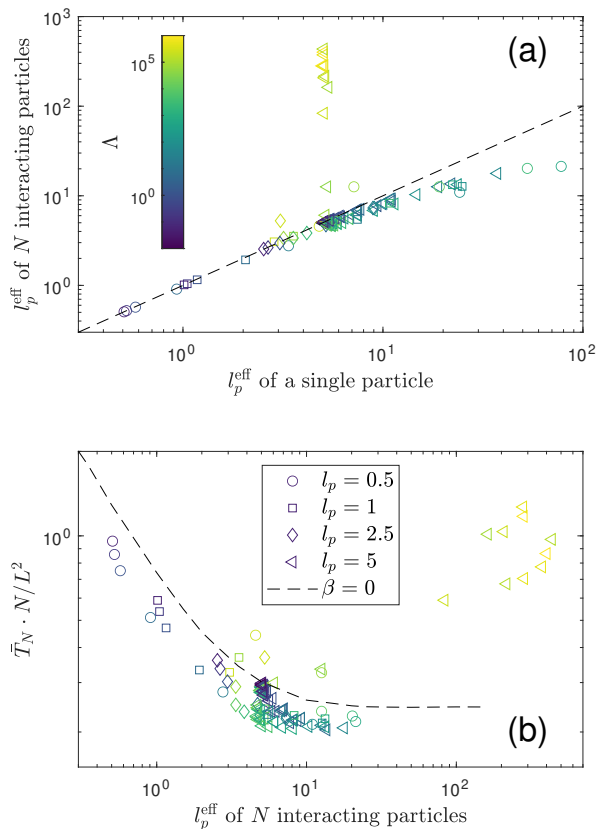 (a)
10^3
10^2
10^1
10^0
l_p^eff of N interacting particles
Λ
10^5
10^0
10^0
10^1
10^2
l_p^eff of a single particle
l_p = 0.5
l_p = 1
l_p = 2.5
l_p = 5
β = 0
10^0
T̄_N · N/L^2
(b)
10^0
10^1
10^2
l_p^eff of N interacting particles